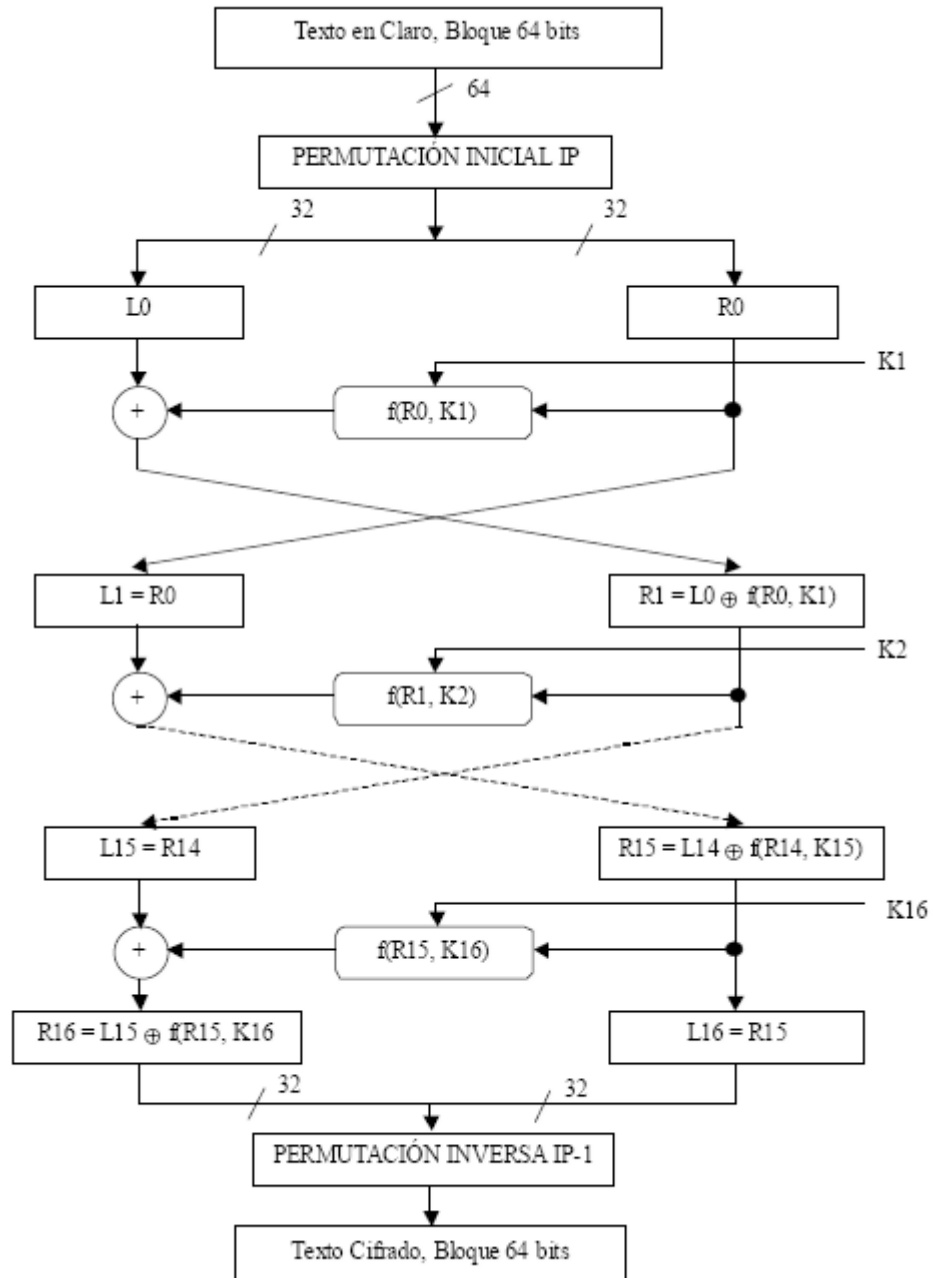 Texto en Claro, Bloque 64 bits
64
PERMUTACIÓN INICIAL IP
32
32
L0
R0
K1
+
f(R0, K1)
L1 = R0
R1 = L0 ⊕ f(R0, K1)
K2
+
f(R1, K2)
L15 = R14
R15 = L14 ⊕ f(R14, K15)
K16
+
f(R15, K16)
R16 = L15 ⊕ f(R15, K16
L16 = R15
32
32
PERMUTACIÓN INVERSA IP-1
Texto Cifrado, Bloque 64 bits